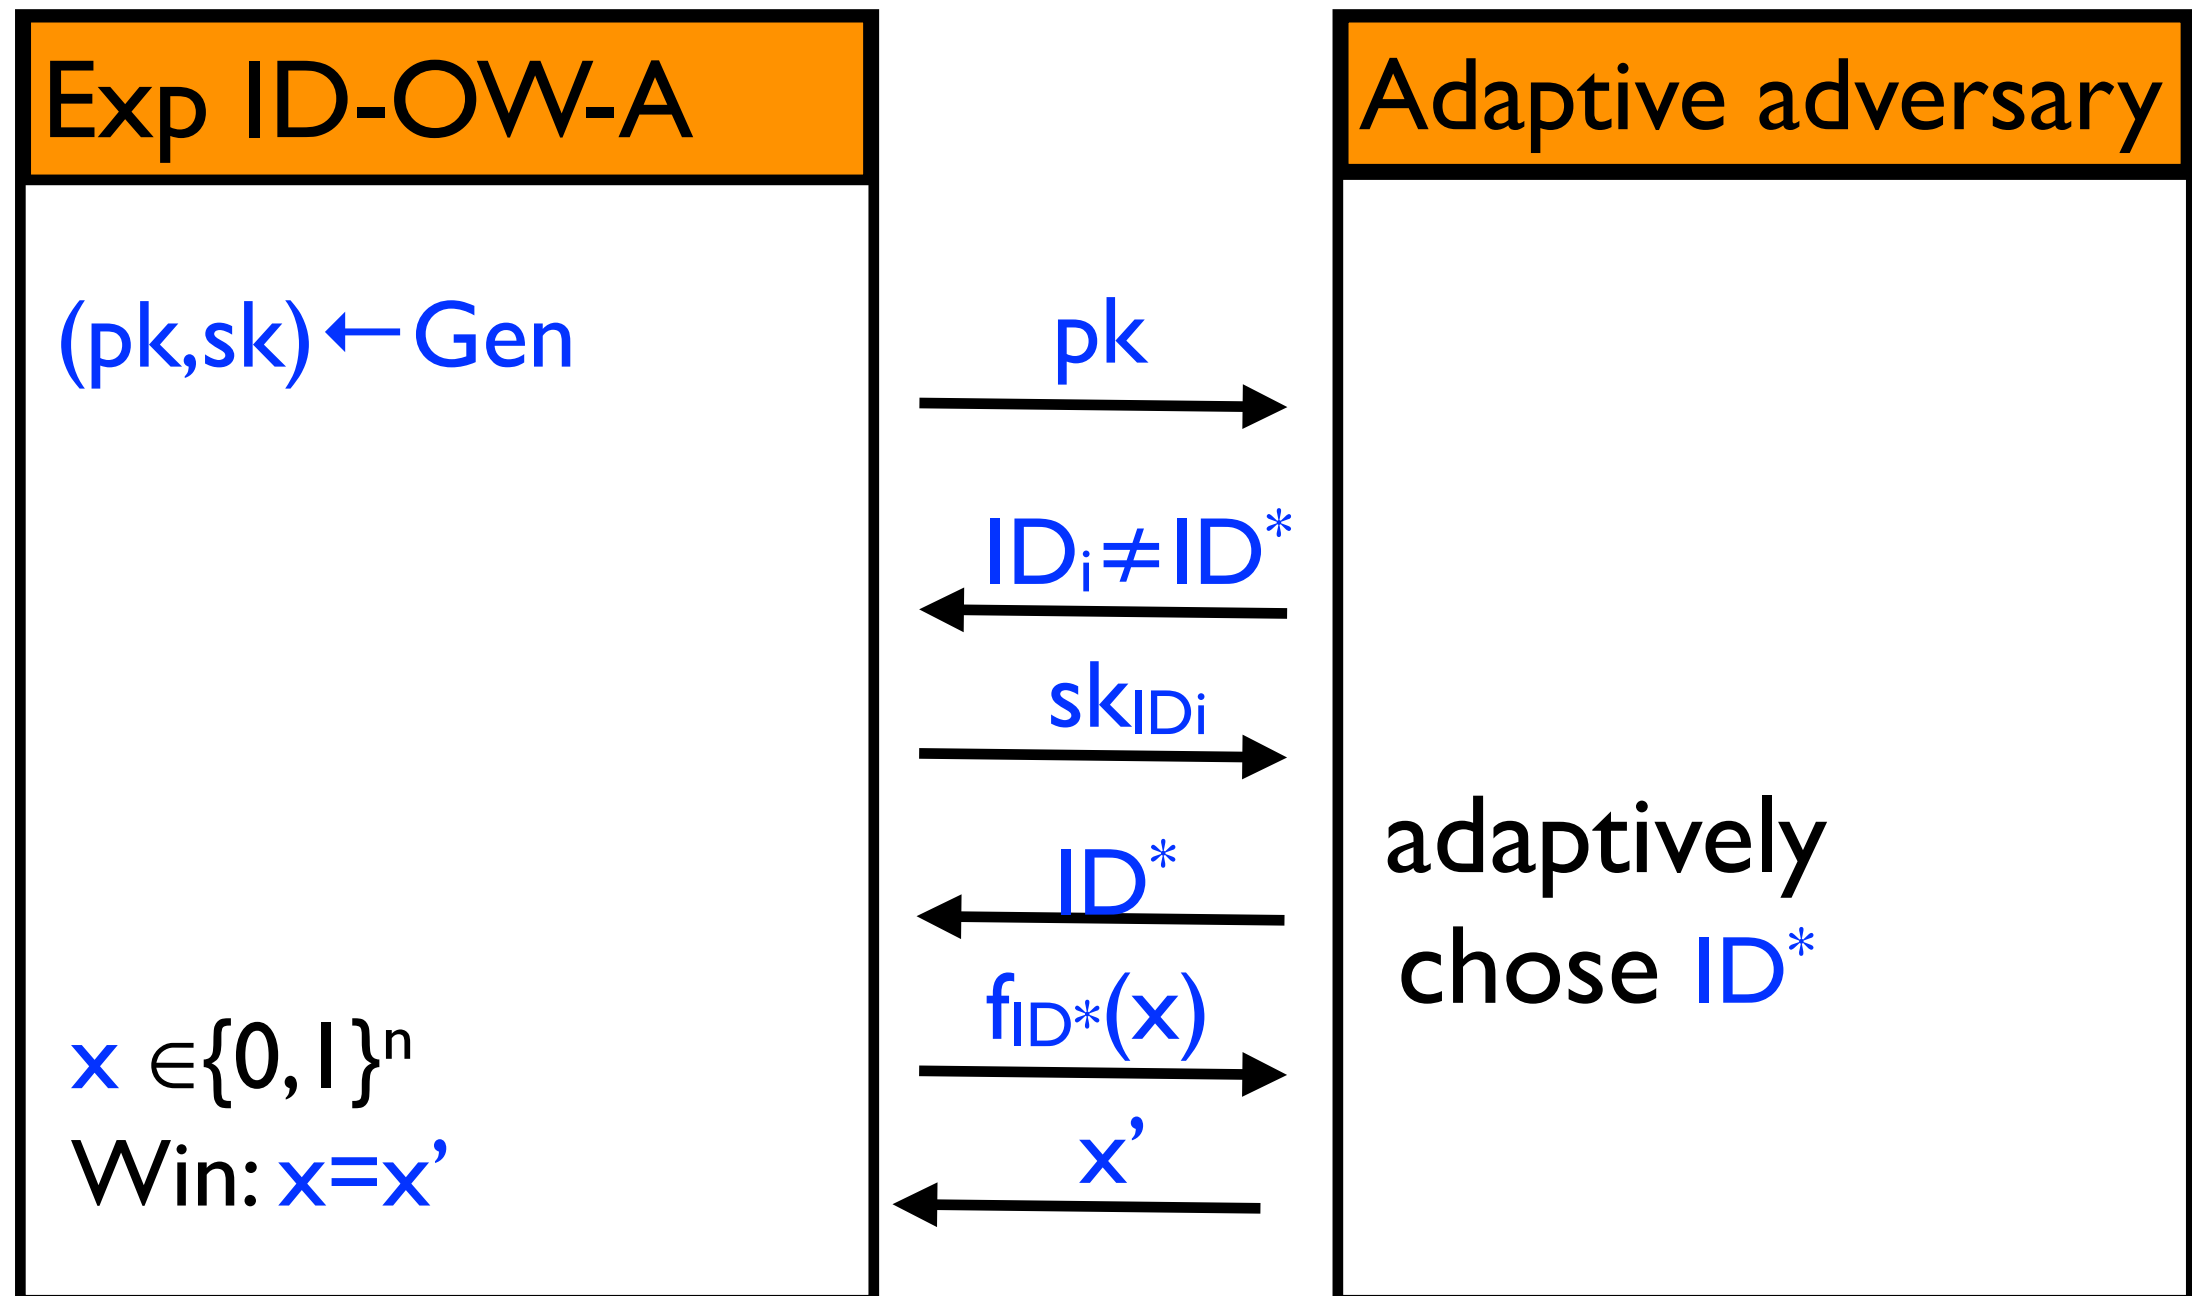 Exp ID-OW-A
Adaptive adversary
(pk,sk)←Gen
pk
IDᵢ≠ID*
skIDi
ID*
adaptively
chose ID*
fID*(x)
x ∈{0,1}ⁿ
x’
Win: x=x’